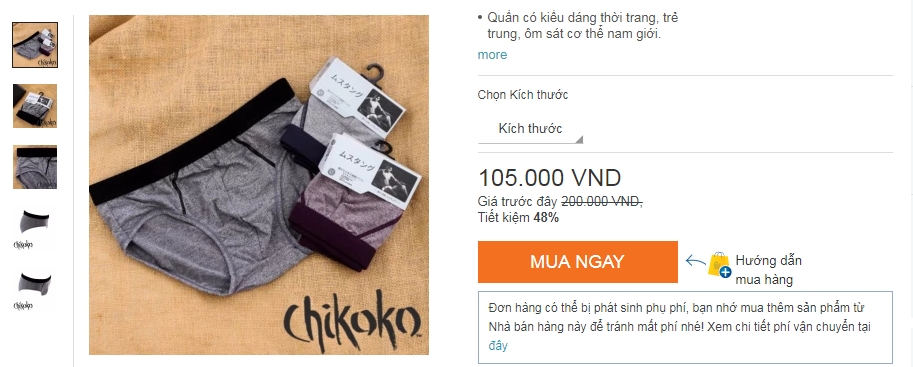 Quần có kiểu dáng thời trang, trẻ
trung, ôm sát cơ thể nam giới.
more
Chọn Kích thước
Kích thước
105.000 VND
Giá trước đây 200.000 VND,
Tiết kiệm 48%
MUA NGAY
Hướng dẫn
mua hàng
Đơn hàng có thể bị phát sinh phụ phí, bạn nhớ mua thêm sản phẩm từ
Nhà bán hàng này để tránh mất phí nhé! Xem chi tiết phí vận chuyển tại
đây
ムスタング
ムスタング
chikoko
chikoko
chikoko
chikoko